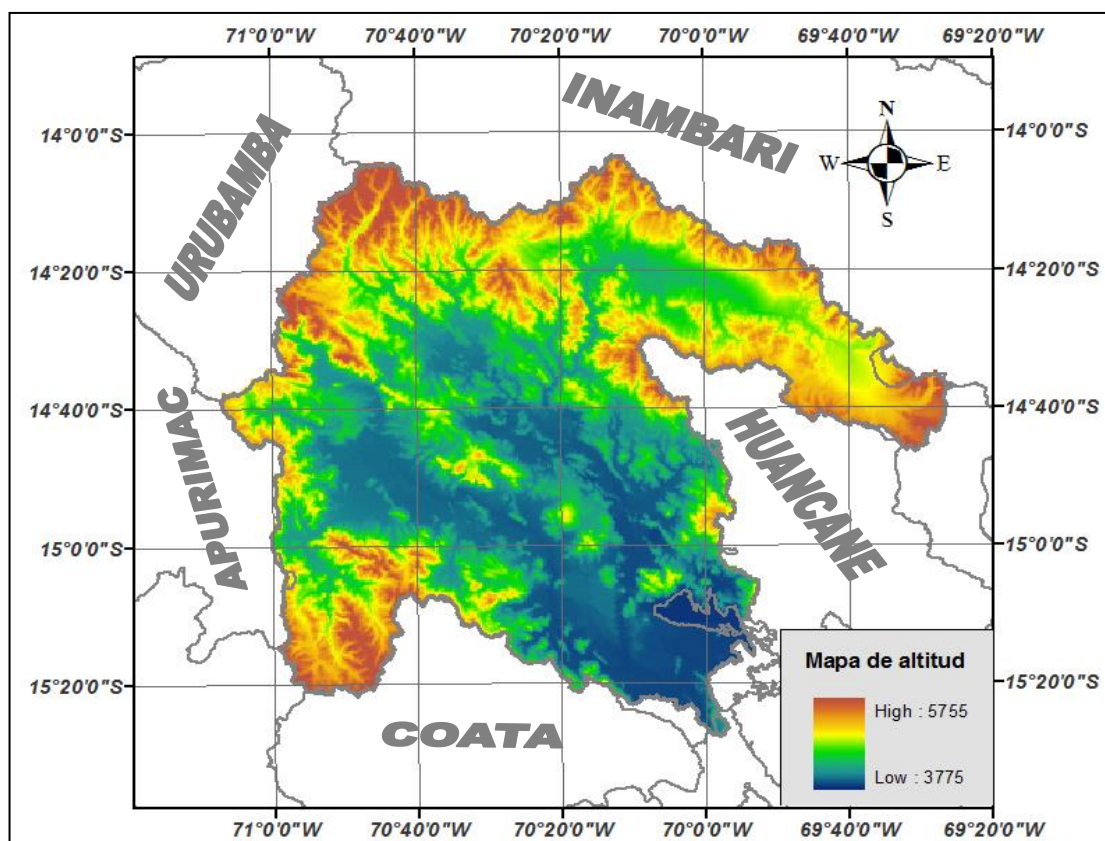 71°0'0"W 70°40'0"W 70°20'0"W 70°0'0"W 69°40'0"W 69°20'0"W
INAMBARI
N
W E
S
14°0'0"S 14°0'0"S
URUBAMBA
14°20'0"S 14°20'0"S
APURIMAC
14°40'0"S 14°40'0"S
HUANCANE
15°0'0"S 15°0'0"S
15°20'0"S 15°20'0"S
COATA
Mapa de altitud
High : 5755
Low : 3775
71°0'0"W 70°40'0"W 70°20'0"W 70°0'0"W 69°40'0"W 69°20'0"W